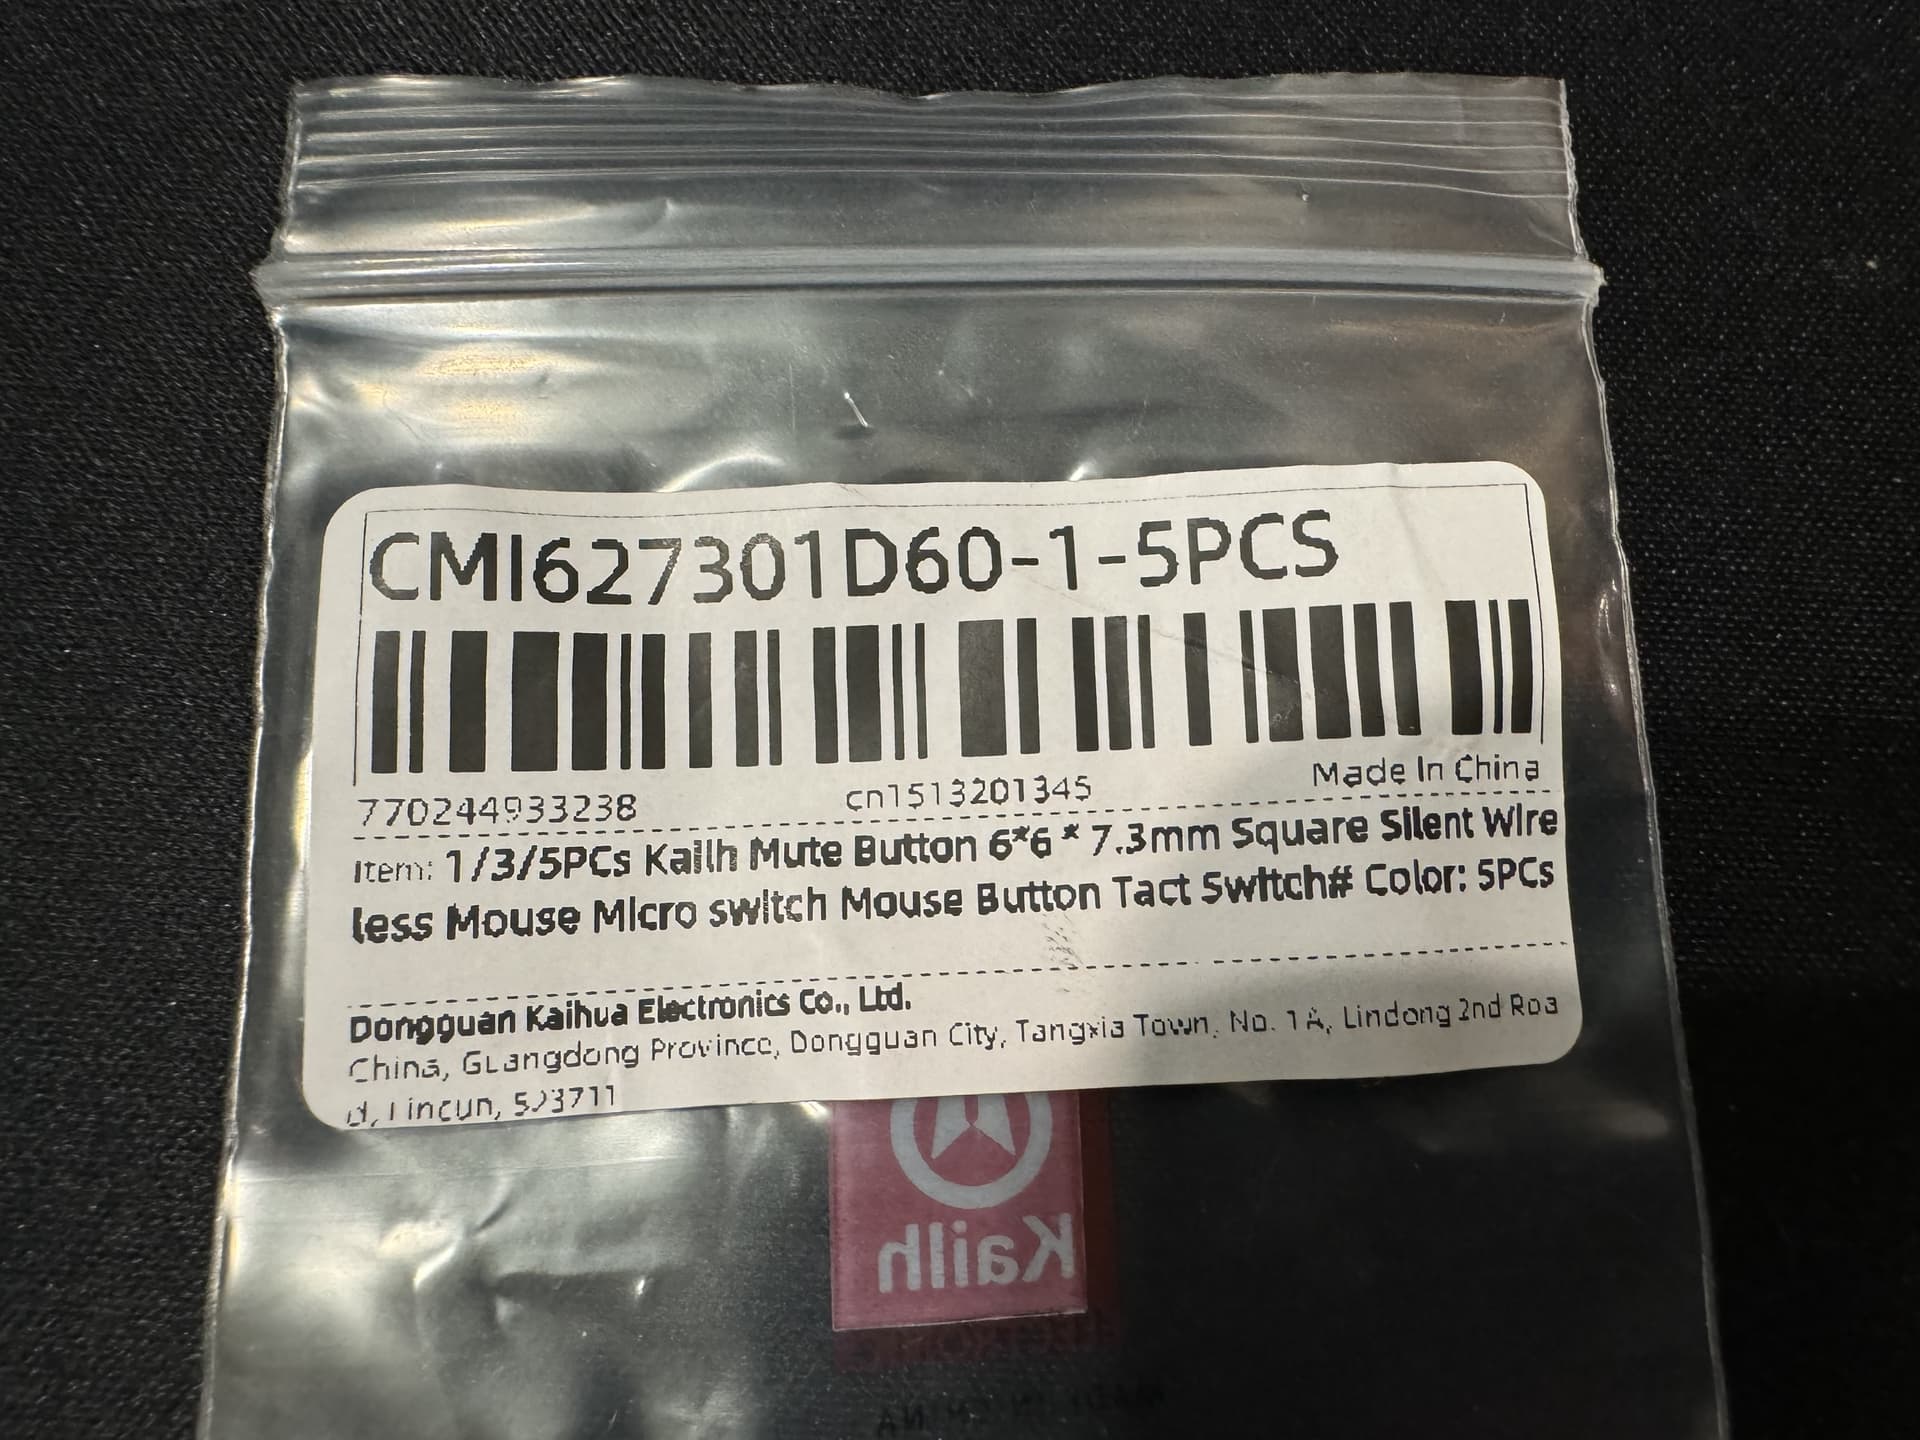 CMI627301D60-1-5PCS
770244933238 cn1513201345 Made In China
Item: 1/3/5PCs Kailh Mute Button 6*6 * 7.3mm Square Silent Wire
less Mouse Micro switch Mouse Button Tact Switch# Color: 5PCs
Dongguan Kaihua Electronics Co., Ltd.
China, Guangdong Province, Dongguan City, Tangxia Town, No. 1A, Lindong 2nd Roa
d, Lincun, 523711
Kailh